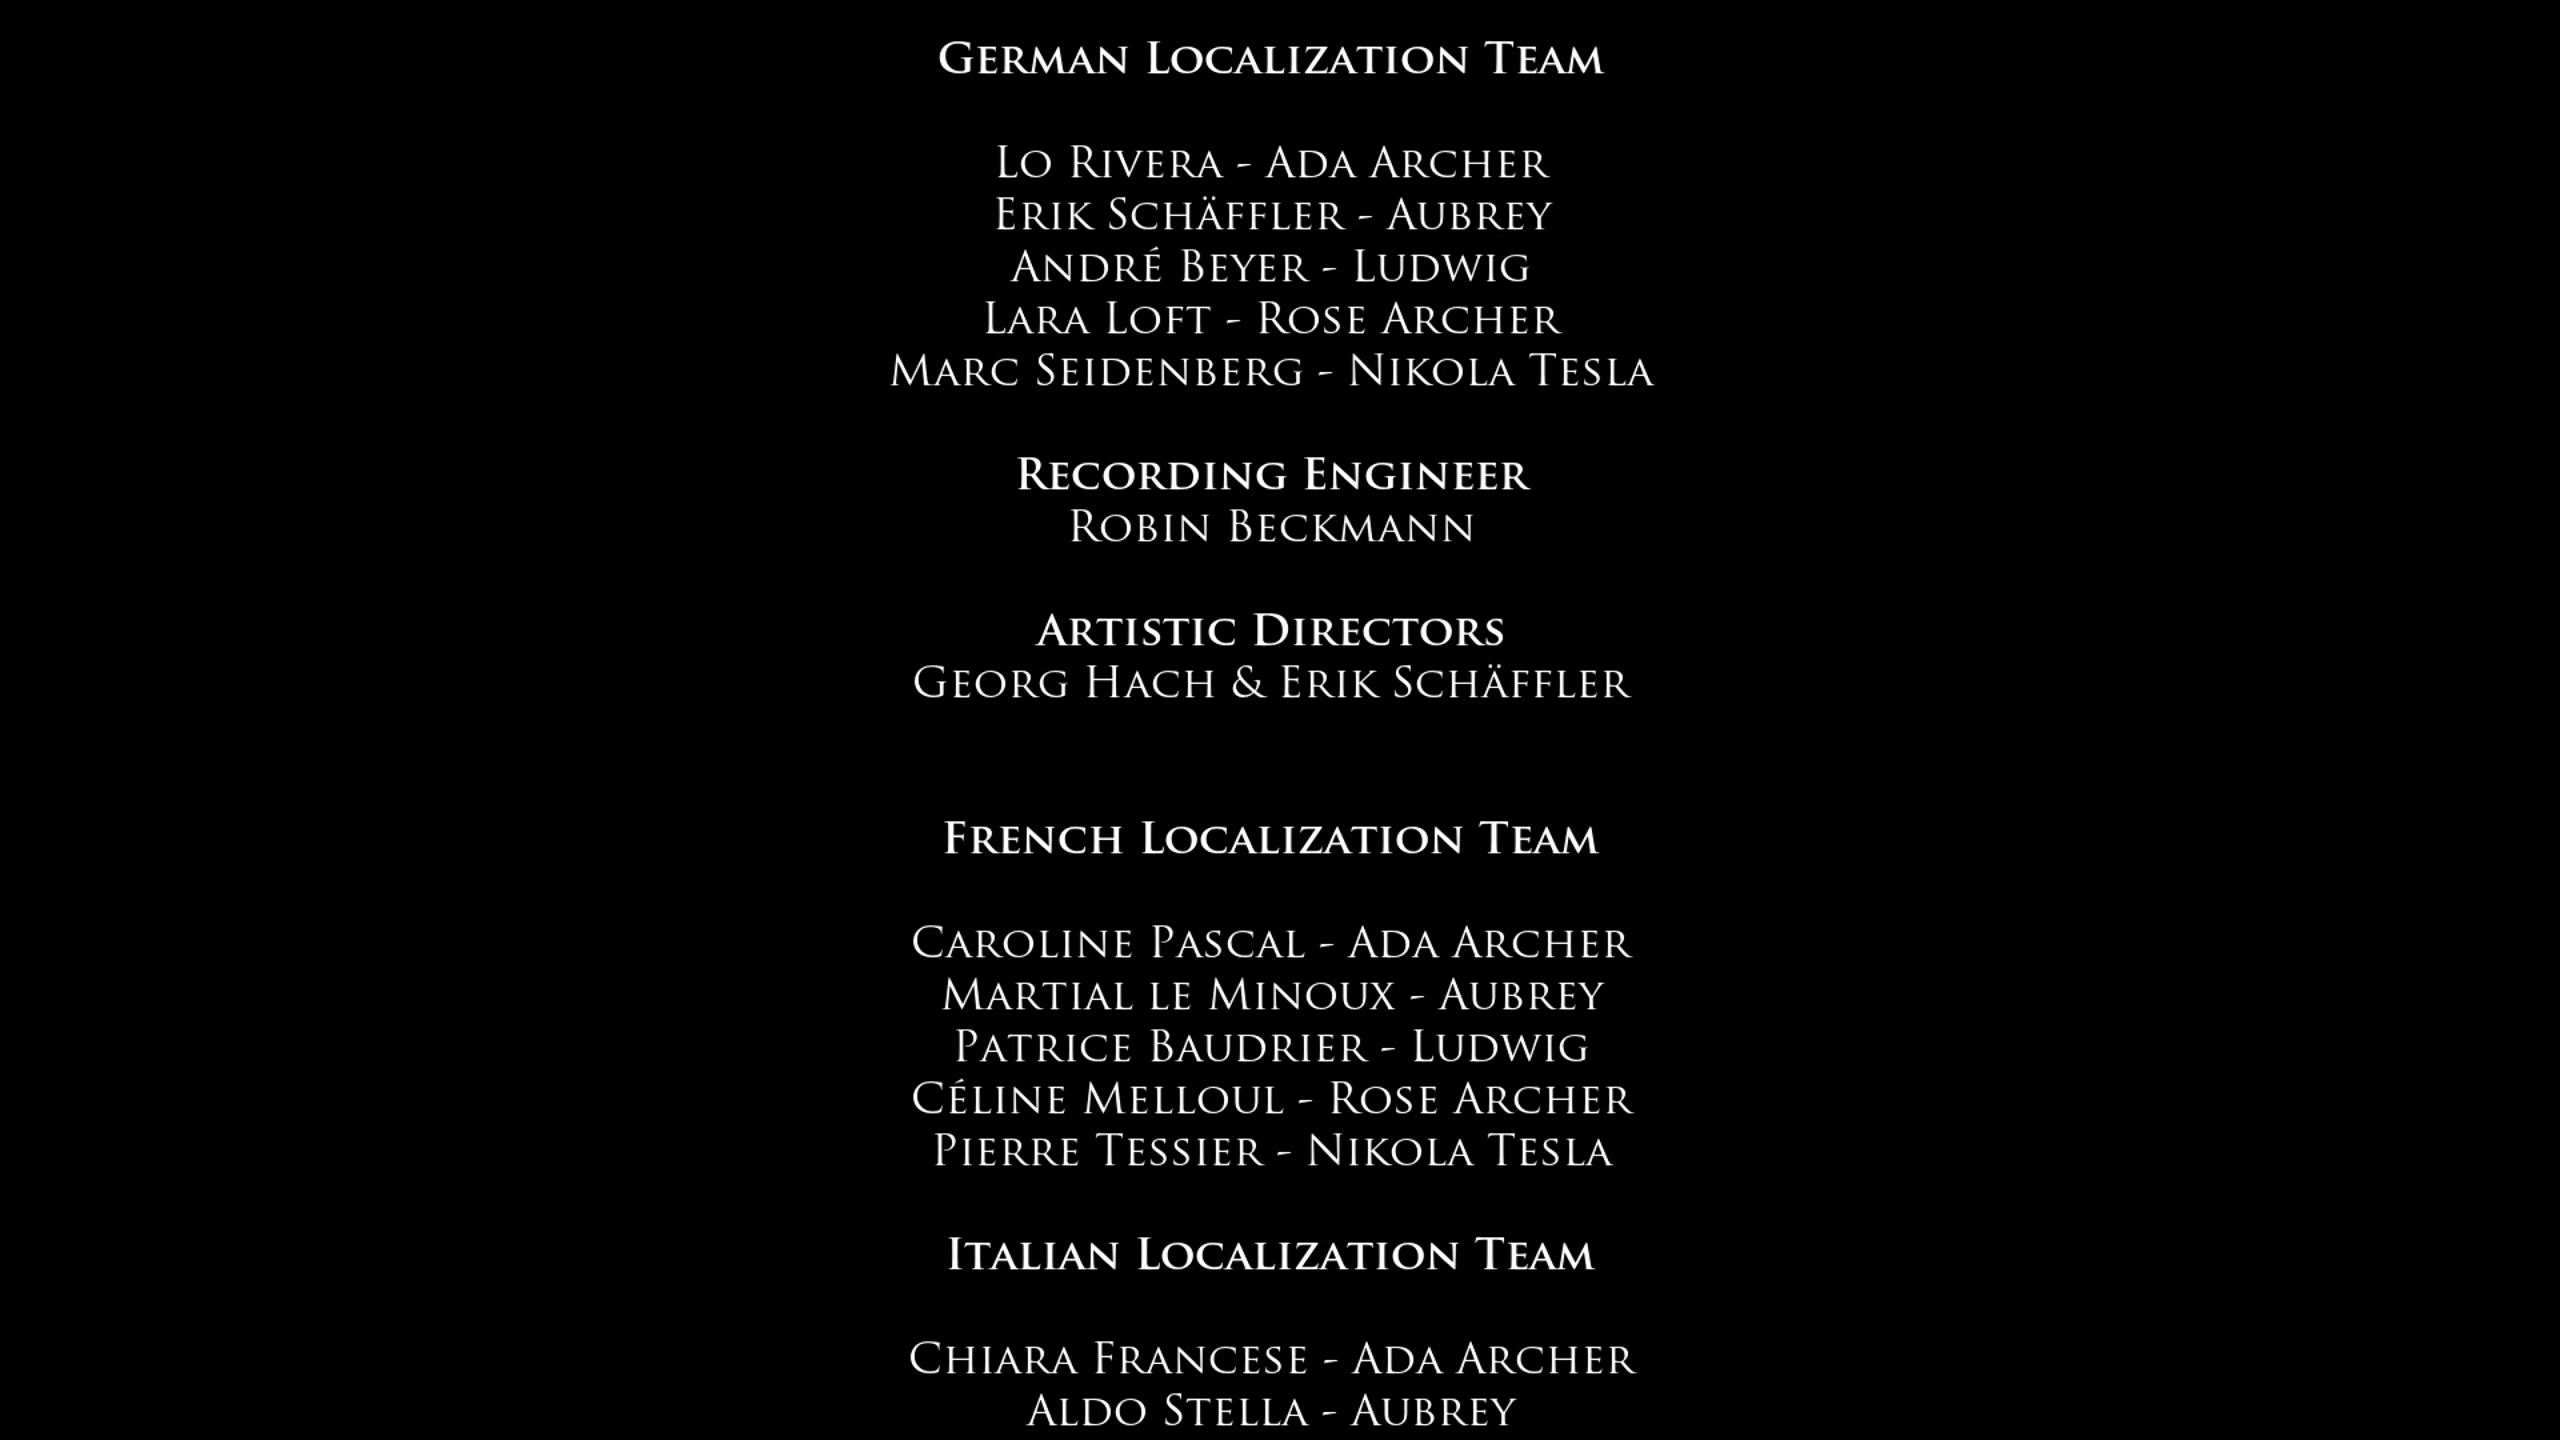 German Localization Team
Lo Rivera - Ada Archer
Erik Schäffler - Aubrey
André Beyer - Ludwig
Lara Loft - Rose Archer
Marc Seidenberg - Nikola Tesla
Recording Engineer
Robin Beckmann
Artistic Directors
Georg Hach & Erik Schäffler
French Localization Team
Caroline Pascal - Ada Archer
Martial le Minoux - Aubrey
Patrice Baudrier - Ludwig
Céline Melloul - Rose Archer
Pierre Tessier - Nikola Tesla
Italian Localization Team
Chiara Francese - Ada Archer
Aldo Stella - Aubrey